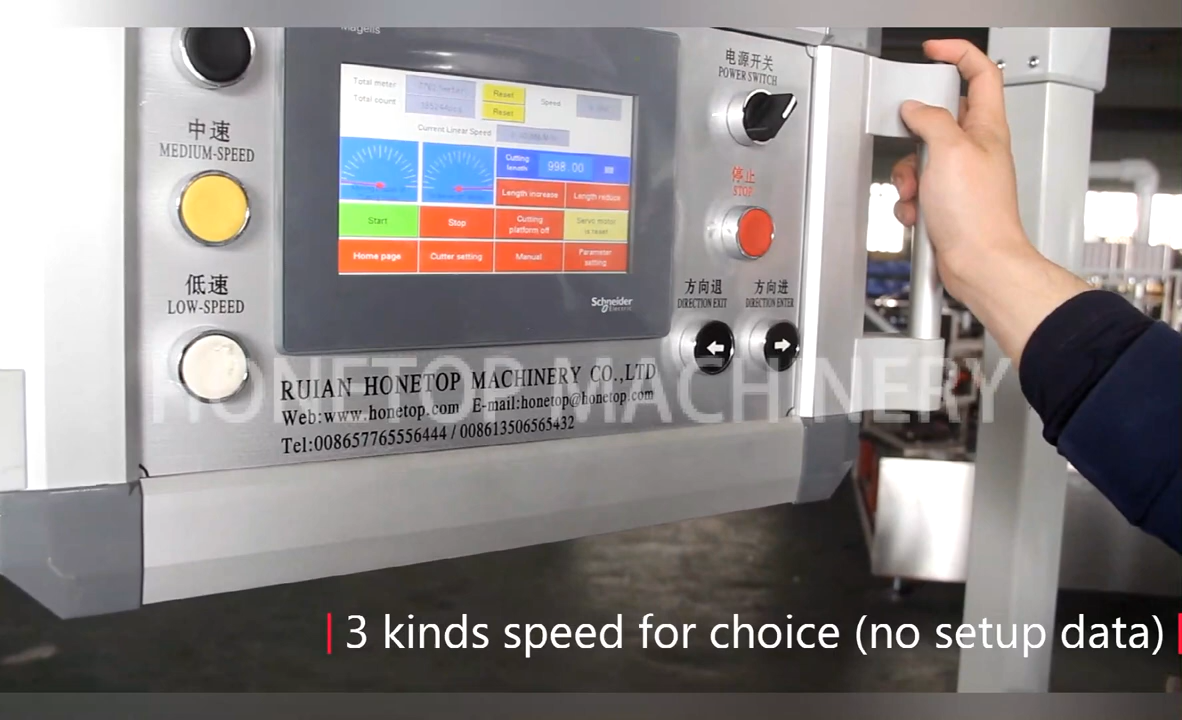 Magelis
Total meter
Reset
Total count
Reset
Speed
Current Linear Speed
Cutting length
998.00
Length increase
Length reduce
Start
Stop
Cutting platform off
Servo motor is reset
Home page
Cutter setting
Manual
Parameter setting
Schneider
Electric
中速
MEDIUM-SPEED
低速
LOW-SPEED
电源开关
POWER SWITCH
停止
STOP
方向退
DIRECTION EXIT
方向进
DIRECTION ENTER
HONETOP MACHINERY
RUIAN HONETOP MACHINERY CO.,LTD
Web:www.honetop.com E-mail:honetop@honetop.com
Tel:008657765556444 / 008613506565432
3 kinds speed for choice (no setup data)